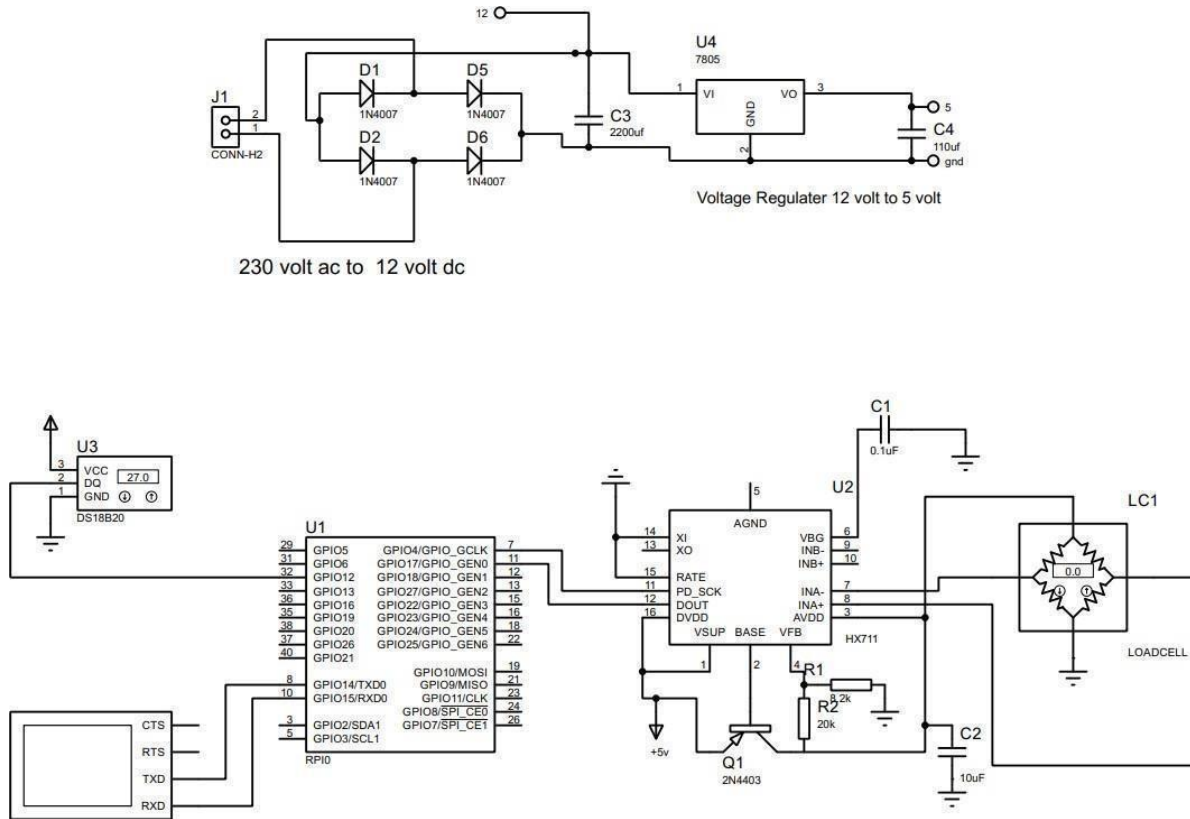 12
U4
7805
D1
D5
J1
1
VI
VO
3
2
1
1N4007
1N4007
GND
5
C3
2200uf
C4
110uf
D2
D6
CONN-H2
2
gnd
1N4007
1N4007
Voltage Regulater 12 volt to 5 volt
230 volt ac to 12 volt dc
C1
0.1uF
U3
3
VCC
27.0
2
DQ
1
GND
DS18B20
U2
5
AGND
LC1
U1
29
GPIO5
GPIO4/GPIO_GCLK
7
31
GPIO6
GPIO17/GPIO_GEN0
11
32
GPIO12
GPIO18/GPIO_GEN1
12
33
GPIO13
GPIO27/GPIO_GEN2
13
36
GPIO16
GPIO22/GPIO_GEN3
15
35
GPIO19
GPIO23/GPIO_GEN4
16
38
GPIO20
GPIO24/GPIO_GEN5
18
37
GPIO26
GPIO25/GPIO_GEN6
22
40
GPIO21
GPIO10/MOSI
19
8
GPIO14/TXD0
GPIO9/MISO
21
10
GPIO15/RXD0
GPIO11/CLK
23
GPIO8/SPI_CE0
24
3
GPIO2/SDA1
GPIO7/SPI_CE1
26
5
GPIO3/SCL1
RPI0
14
XI
VBG
6
13
XO
INB-
9
INB+
10
15
RATE
11
PD_SCK
INA-
7
12
DOUT
INA+
8
16
DVDD
AVDD
3
VSUP
BASE
VFB
HX711
1
2
4
0.0
LOADCELL
R1
8.2k
R2
20k
+5v
Q1
2N4403
C2
10uF
CTS
RTS
TXD
RXD